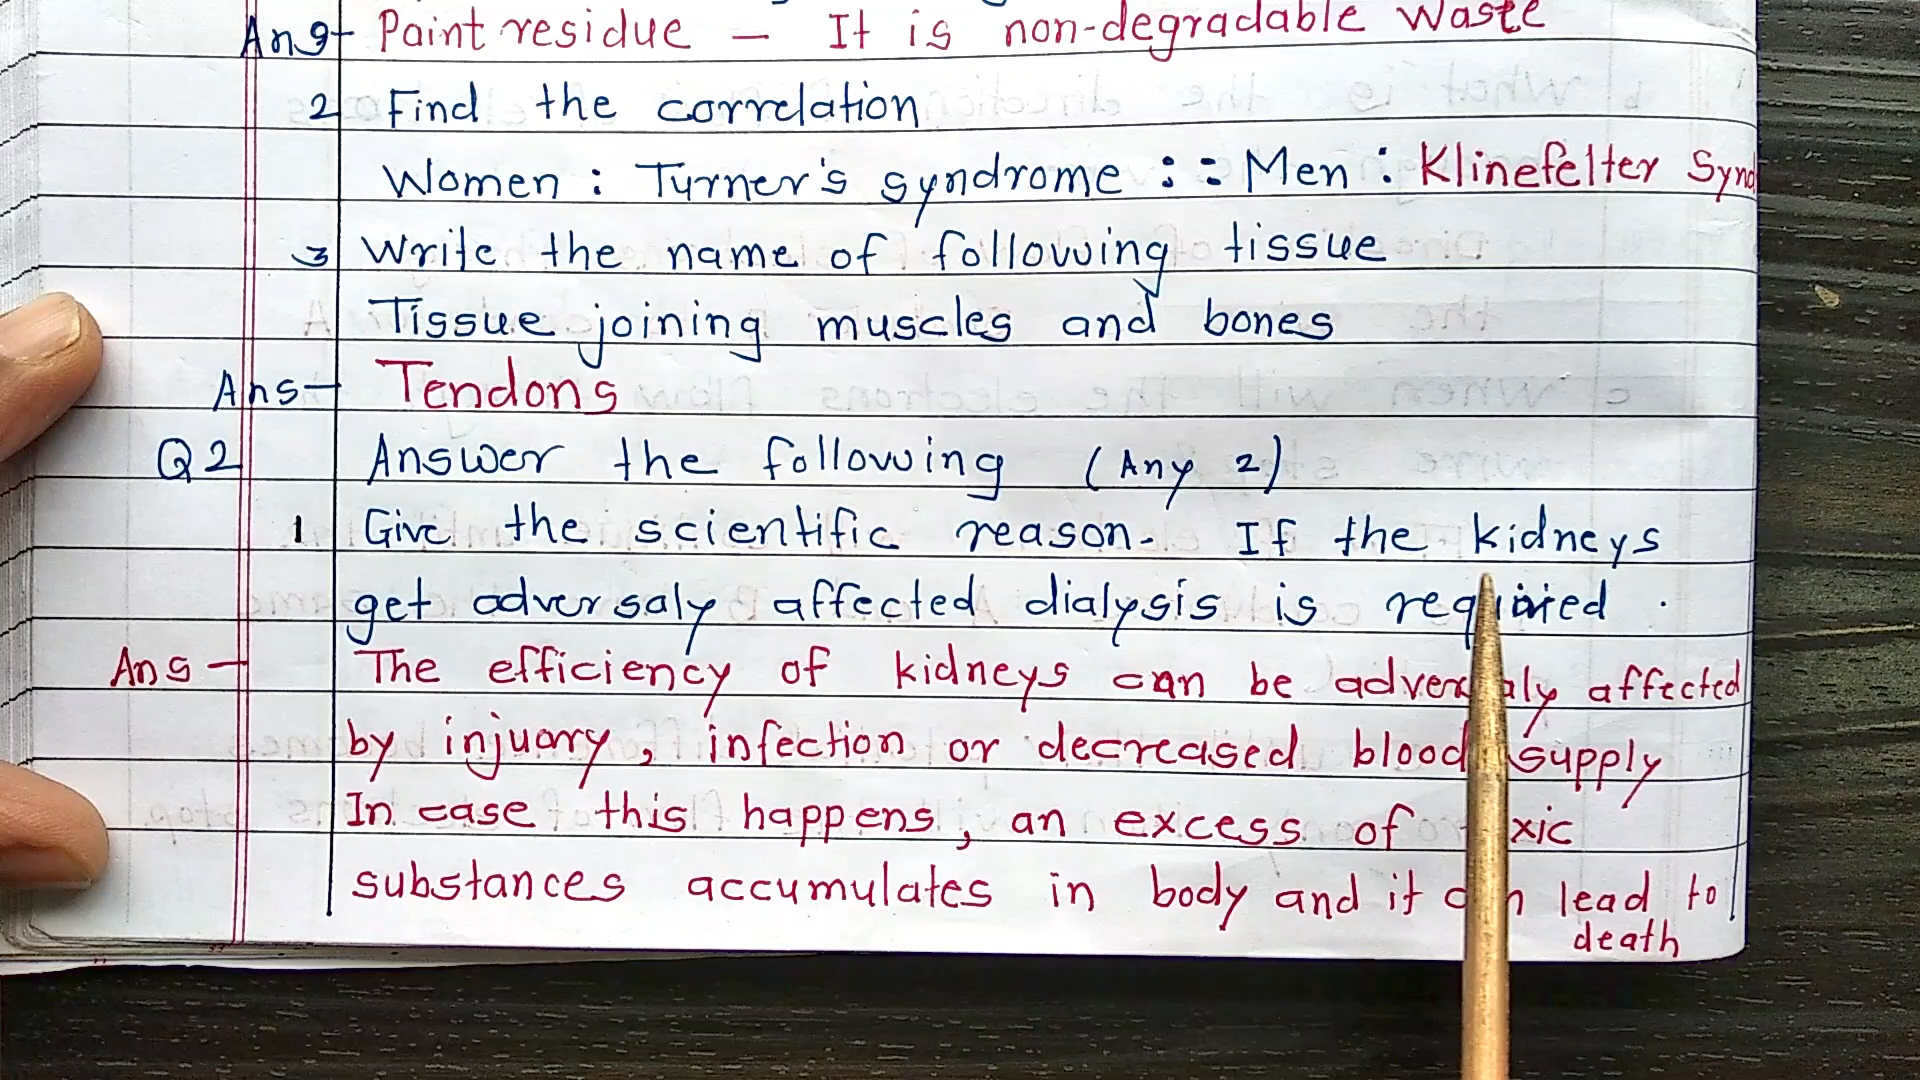 Ans- Paint residue - It is non-degradable waste
2 Find the correlation
Women : Turner's syndrome :: Men : Klinefelter Synd
3 Write the name of following tissue
Tissue joining muscles and bones
Ans- Tendons
Q2 Answer the following (Any 2)
1 Give the scientific reason. If the kidneys
get adversaly affected dialysis is required.
Ans- The efficiency of kidneys can be adversaly affected
by injuary, infection or decreased blood supply
In case this happens, an excess of xic
substances accumulates in body and it can lead to
death